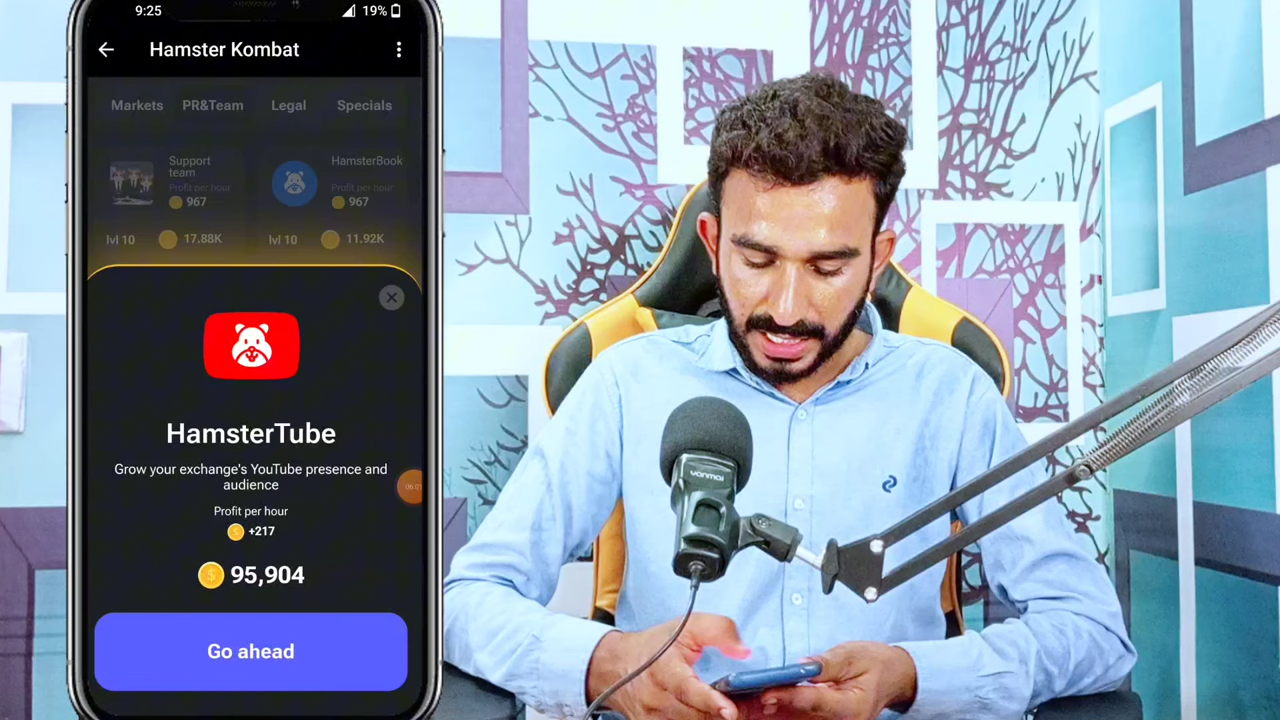 9:25
19%
Hamster Kombat
Markets PR&Team Legal Specials
Support
team
Profit per hour
967
lvl 10 17.88K
HamsterBook
Profit per hour
967
lvl 10 11.92K
HamsterTube
Grow your exchange's YouTube presence and
audience
Profit per hour
+217
95,904
Go ahead
06:01
vanmai